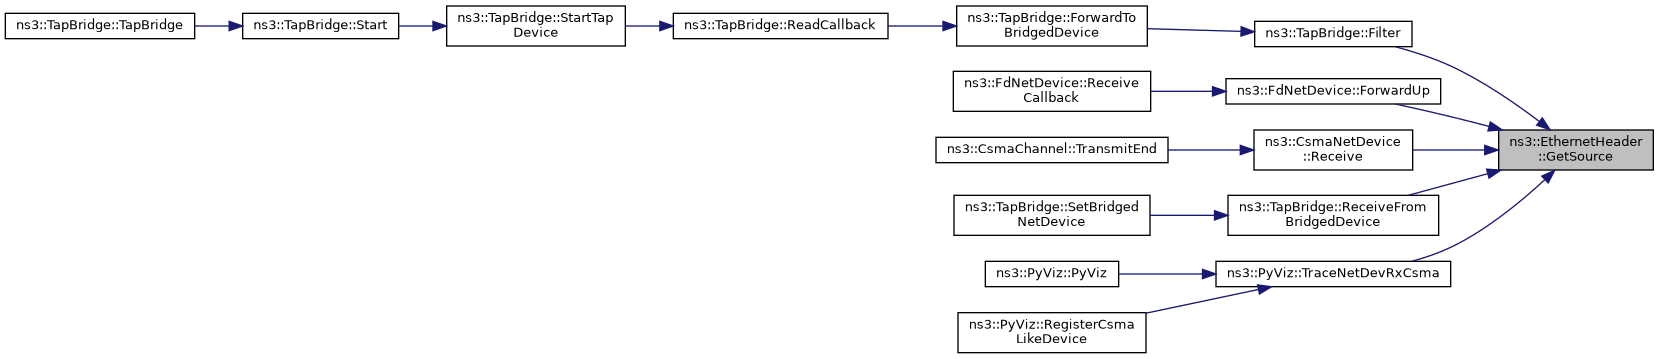 ns3::TapBridge::TapBridge
ns3::TapBridge::Start
ns3::TapBridge::StartTap
Device
ns3::TapBridge::ReadCallback
ns3::TapBridge::ForwardTo
BridgedDevice
ns3::TapBridge::Filter
ns3::FdNetDevice::Receive
Callback
ns3::FdNetDevice::ForwardUp
ns3::CsmaChannel::TransmitEnd
ns3::CsmaNetDevice
::Receive
ns3::EthernetHeader
::GetSource
ns3::TapBridge::SetBridged
NetDevice
ns3::TapBridge::ReceiveFrom
BridgedDevice
ns3::PyViz::PyViz
ns3::PyViz::TraceNetDevRxCsma
ns3::PyViz::RegisterCsma
LikeDevice